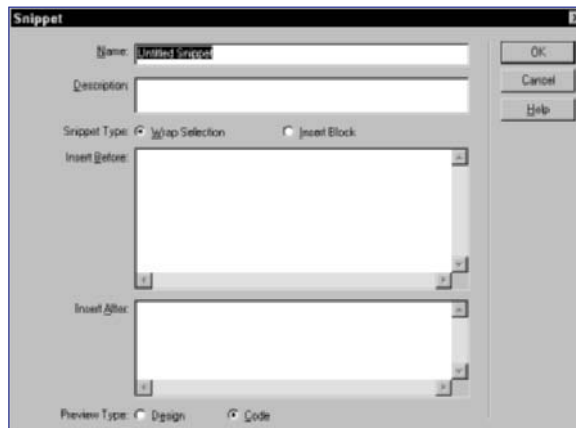 Snippet
Name: Untitled Snippet
OK
Description:
Cancel
Help
Snippet Type: Wrap Selection Insert Block
Insert Before:
Insert After:
Preview Type: Design Code